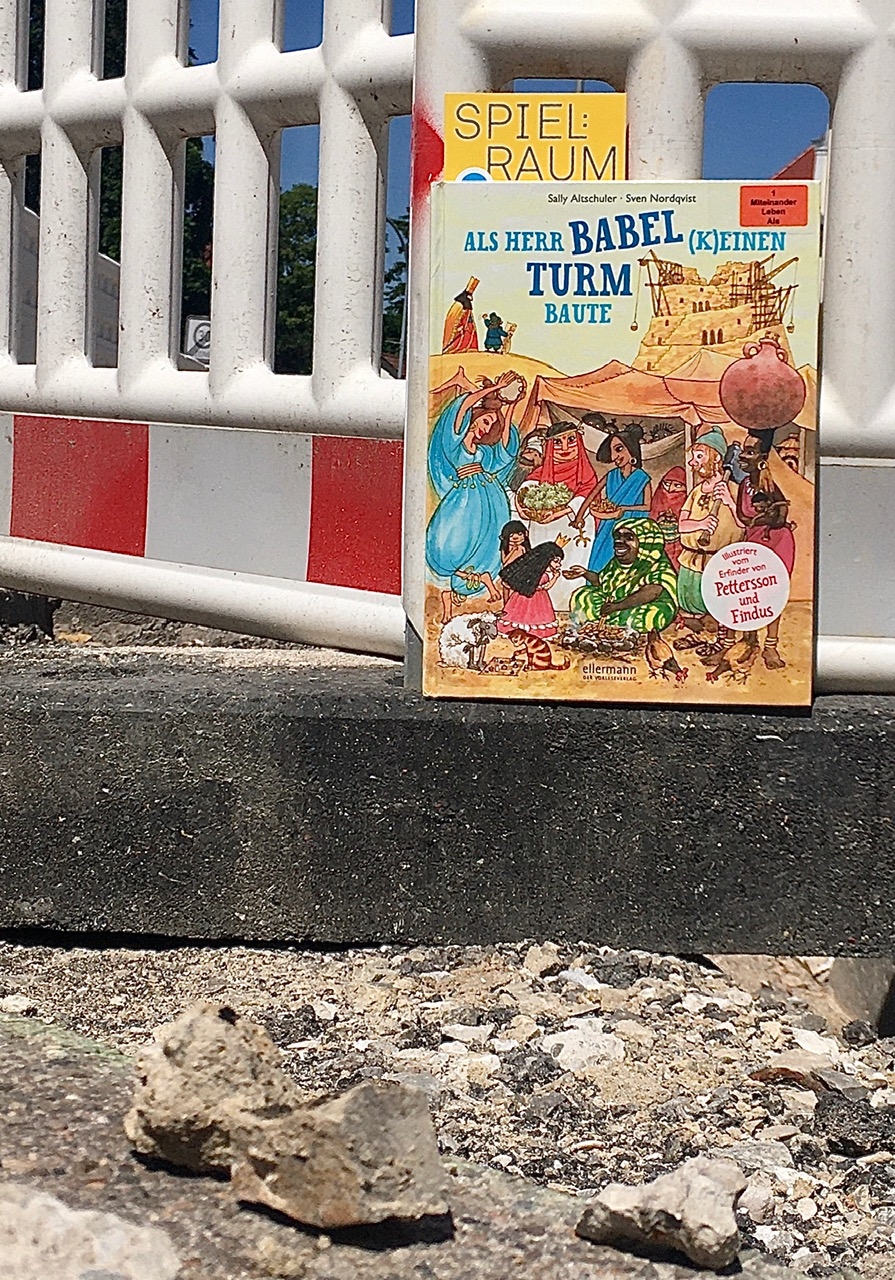 SPIEL:
RAUM
Sally Altschuler · Sven Nordqvist
1
Miteinander
Leben
Als
ALS HERR BABEL (K)EINEN
TURM
BAUTE
Illustriert
vom
Erfinder von
Pettersson
und
Findus
ellermann
DER VORLESEVERLAG